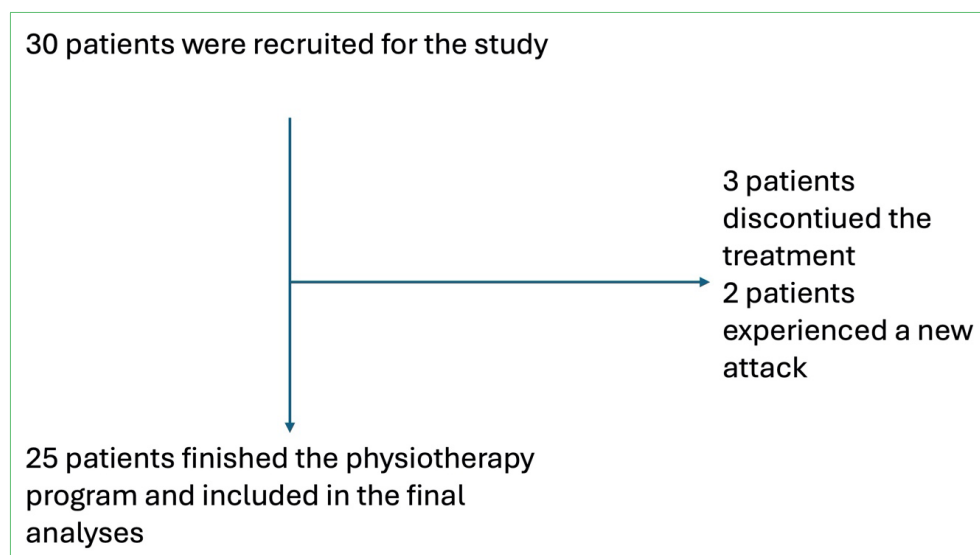 30 patients were recruited for the study
3 patients
discontiued the
treatment
2 patients
experienced a new
attack
25 patients finished the physiotherapy
program and included in the final
analyses